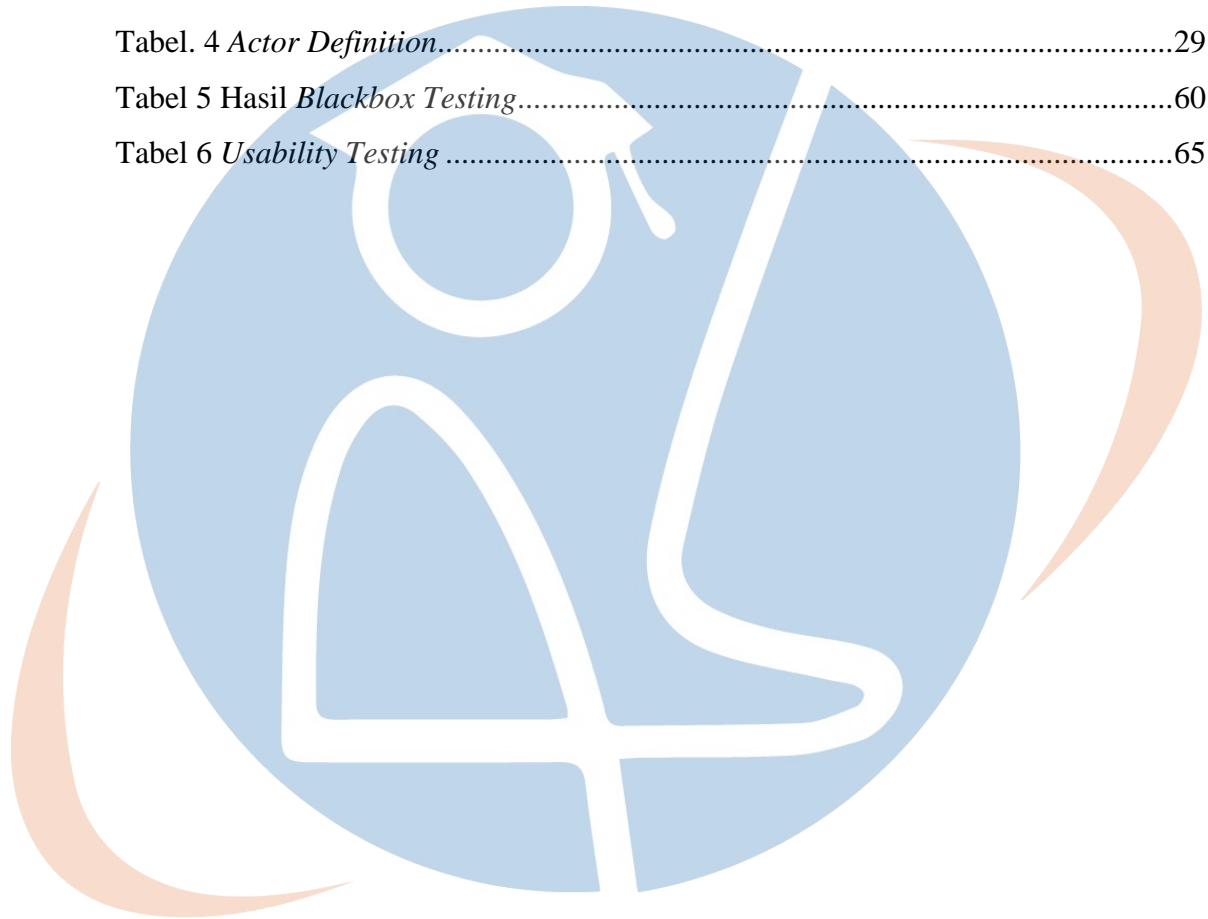 Tabel. 4 Actor Definition........................................................................................29
Tabel 5 Hasil Blackbox Testing..............................................................................60
Tabel 6 Usability Testing .......................................................................................65